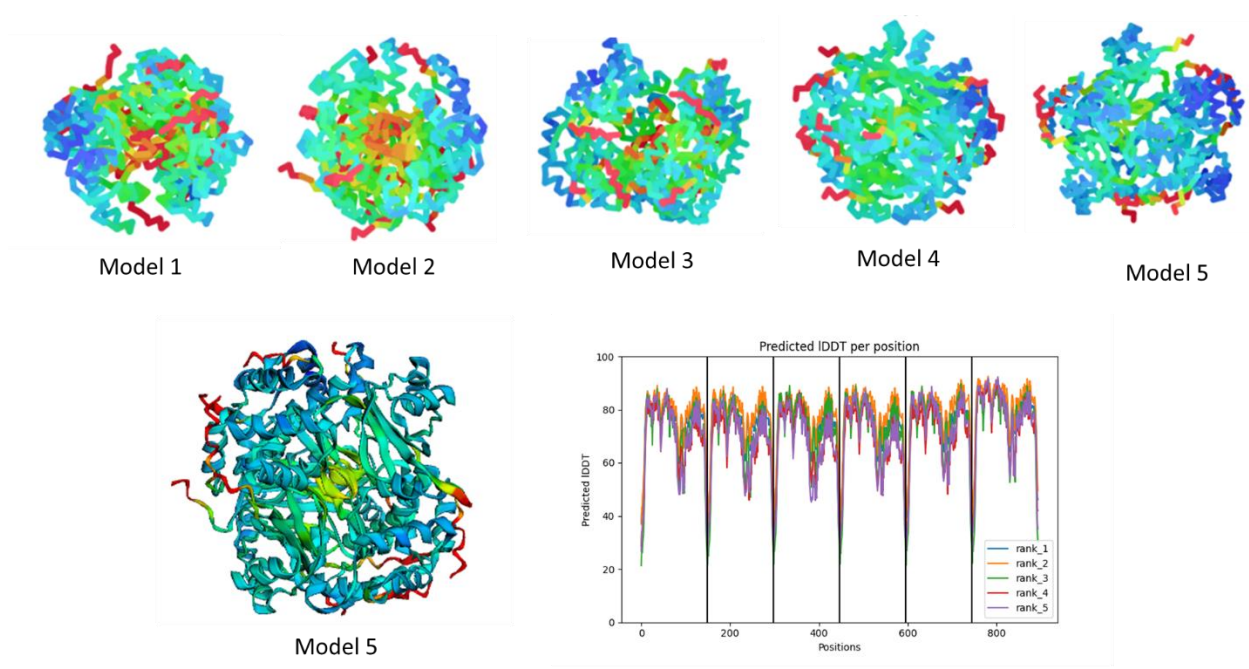 Model 1
Model 2
Model 3
Model 4
Model 5
Model 5
Predicted lDDT per position
Predicted lDDT
100
80
60
40
20
0
0
200
400
600
800
Positions
rank_1
rank_2
rank_3
rank_4
rank_5